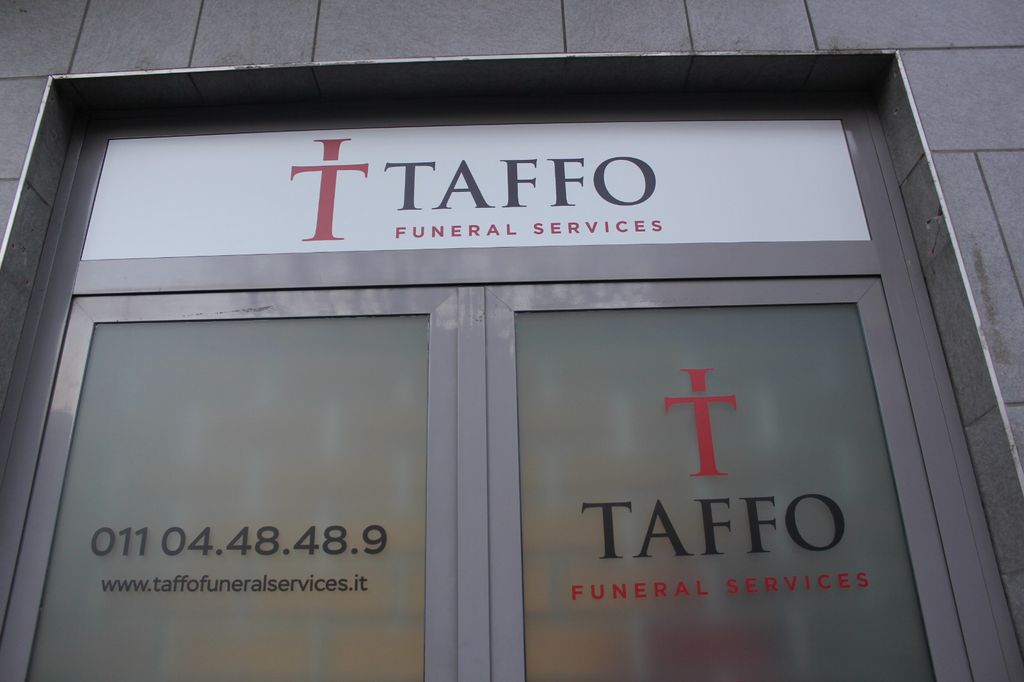 TAFFO
FUNERAL SERVICES
011 04.48.48.9
www.taffofuneralservices.it
TAFFO
FUNERAL SERVICES